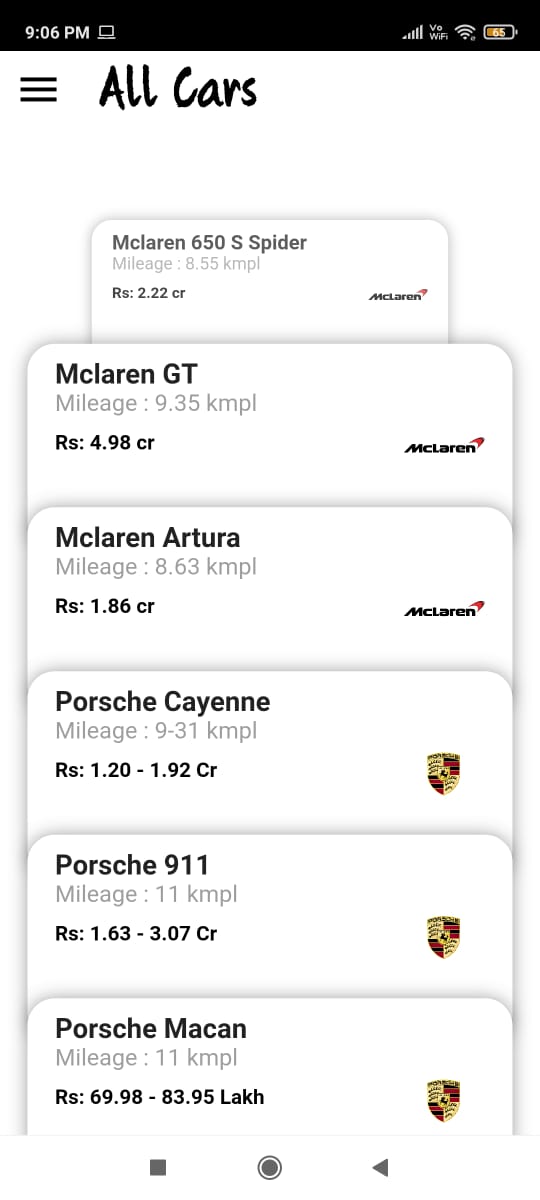 9:06 PM
Vo
WiFi
65
All Cars
Mclaren 650 S Spider
Mileage : 8.55 kmpl
Rs: 2.22 cr
McLaren
Mclaren GT
Mileage : 9.35 kmpl
Rs: 4.98 cr
McLaren
Mclaren Artura
Mileage : 8.63 kmpl
Rs: 1.86 cr
McLaren
Porsche Cayenne
Mileage : 9-31 kmpl
Rs: 1.20 - 1.92 Cr
PORSCHE
Porsche 911
Mileage : 11 kmpl
Rs: 1.63 - 3.07 Cr
PORSCHE
Porsche Macan
Mileage : 11 kmpl
Rs: 69.98 - 83.95 Lakh
PORSCHE